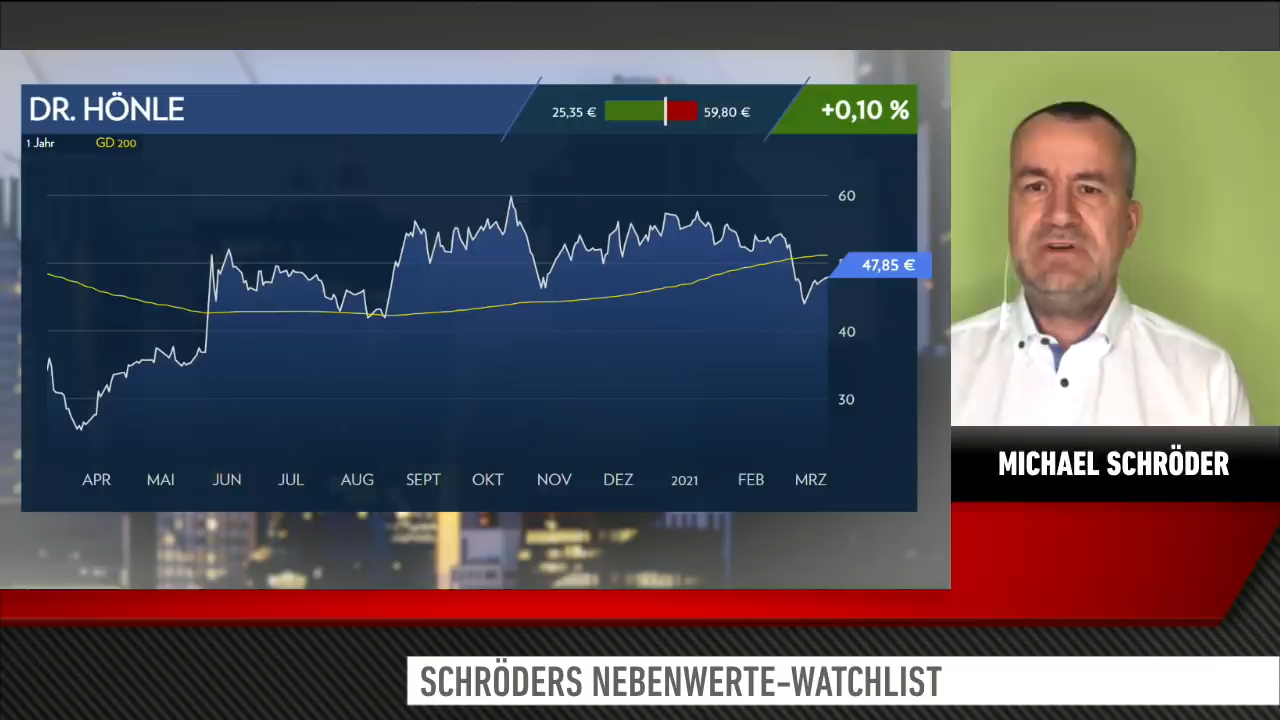 DR. HÖNLE
25,35 €
59,80 €
+0,10 %
1 Jahr
GD 200
60
47,85 €
40
30
APR MAI JUN JUL AUG SEPT OKT NOV DEZ 2021 FEB MRZ
MICHAEL SCHRÖDER
SCHRÖDERS NEBENWERTE-WATCHLIST